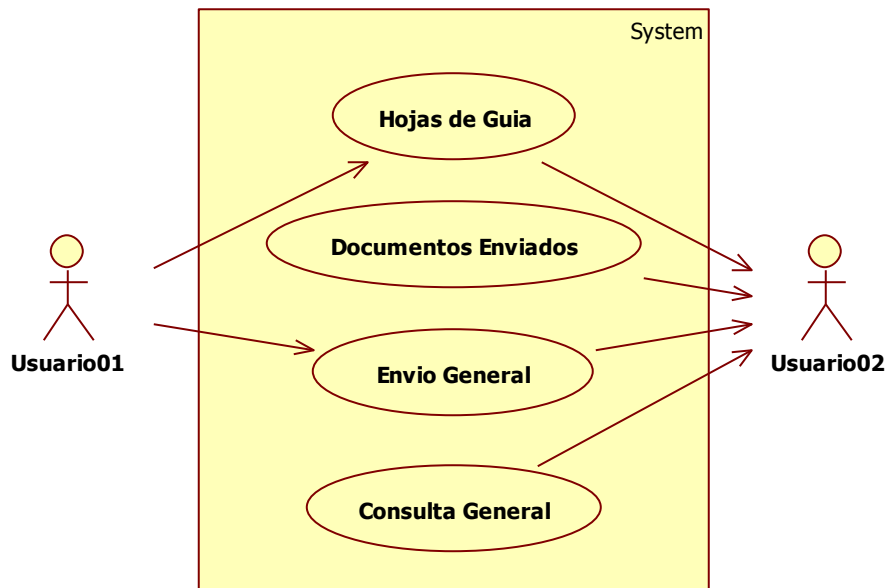 System
Hojas de Guia
Documentos Enviados
Usuario01
Usuario02
Envio General
Consulta General